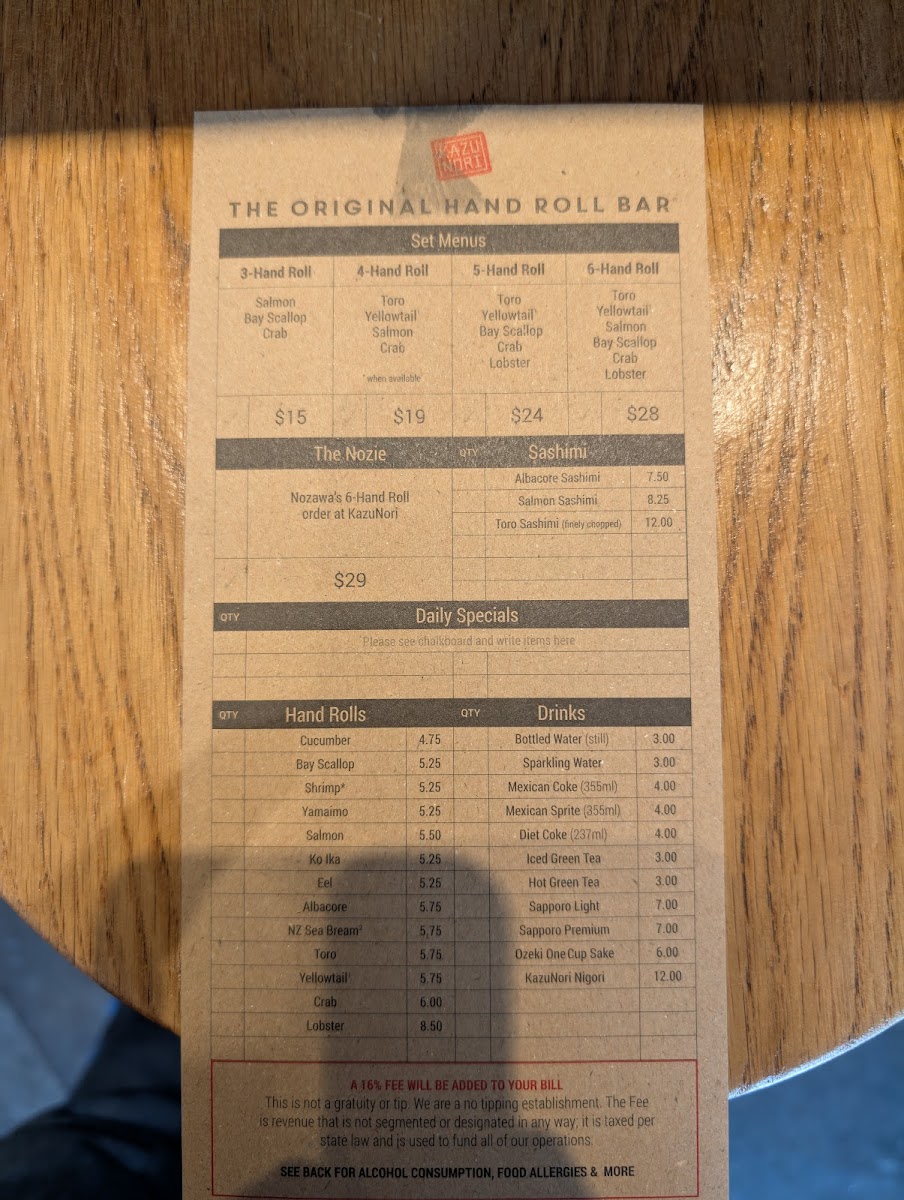 KAZU
NORI
THE ORIGINAL HAND ROLL BAR
Set Menus
3-Hand Roll
Salmon
Bay Scallop
Crab
$15
4-Hand Roll
Toro
Yellowtail
Salmon
Crab
*when available
$19
5-Hand Roll
Toro
Yellowtail
Bay Scallop
Crab
Lobster
$24
6-Hand Roll
Toro
Yellowtail
Salmon
Bay Scallop
Crab
Lobster
$28
The Nozie
Nozawa's 6-Hand Roll
order at KazuNori
$29
QTY Sashimi
Albacore Sashimi 7.50
Salmon Sashimi 8.25
Toro Sashimi (finely chopped) 12.00
QTY Daily Specials
Please see chalkboard and write items here
QTY Hand Rolls
Cucumber 4.75
Bay Scallop 5.25
Shrimp* 5.25
Yamaimo 5.25
Salmon 5.50
Ko Ika 5.25
Eel 5.25
Albacore 5.75
NZ Sea Bream² 5.75
Toro 5.75
Yellowtail 5.75
Crab 6.00
Lobster 8.50
QTY Drinks
Bottled Water (still) 3.00
Sparkling Water 3.00
Mexican Coke (355ml) 4.00
Mexican Sprite (355ml) 4.00
Diet Coke (237ml) 4.00
Iced Green Tea 3.00
Hot Green Tea 3.00
Sapporo Light 7.00
Sapporo Premium 7.00
Ozeki One Cup Sake 6.00
KazuNori Nigori 12.00
A 16% FEE WILL BE ADDED TO YOUR BILL
This is not a gratuity or tip. We are a no tipping establishment. The Fee
is revenue that is not segmented or designated in any way; it is taxed per
state law and is used to fund all of our operations.
SEE BACK FOR ALCOHOL CONSUMPTION, FOOD ALLERGIES & MORE